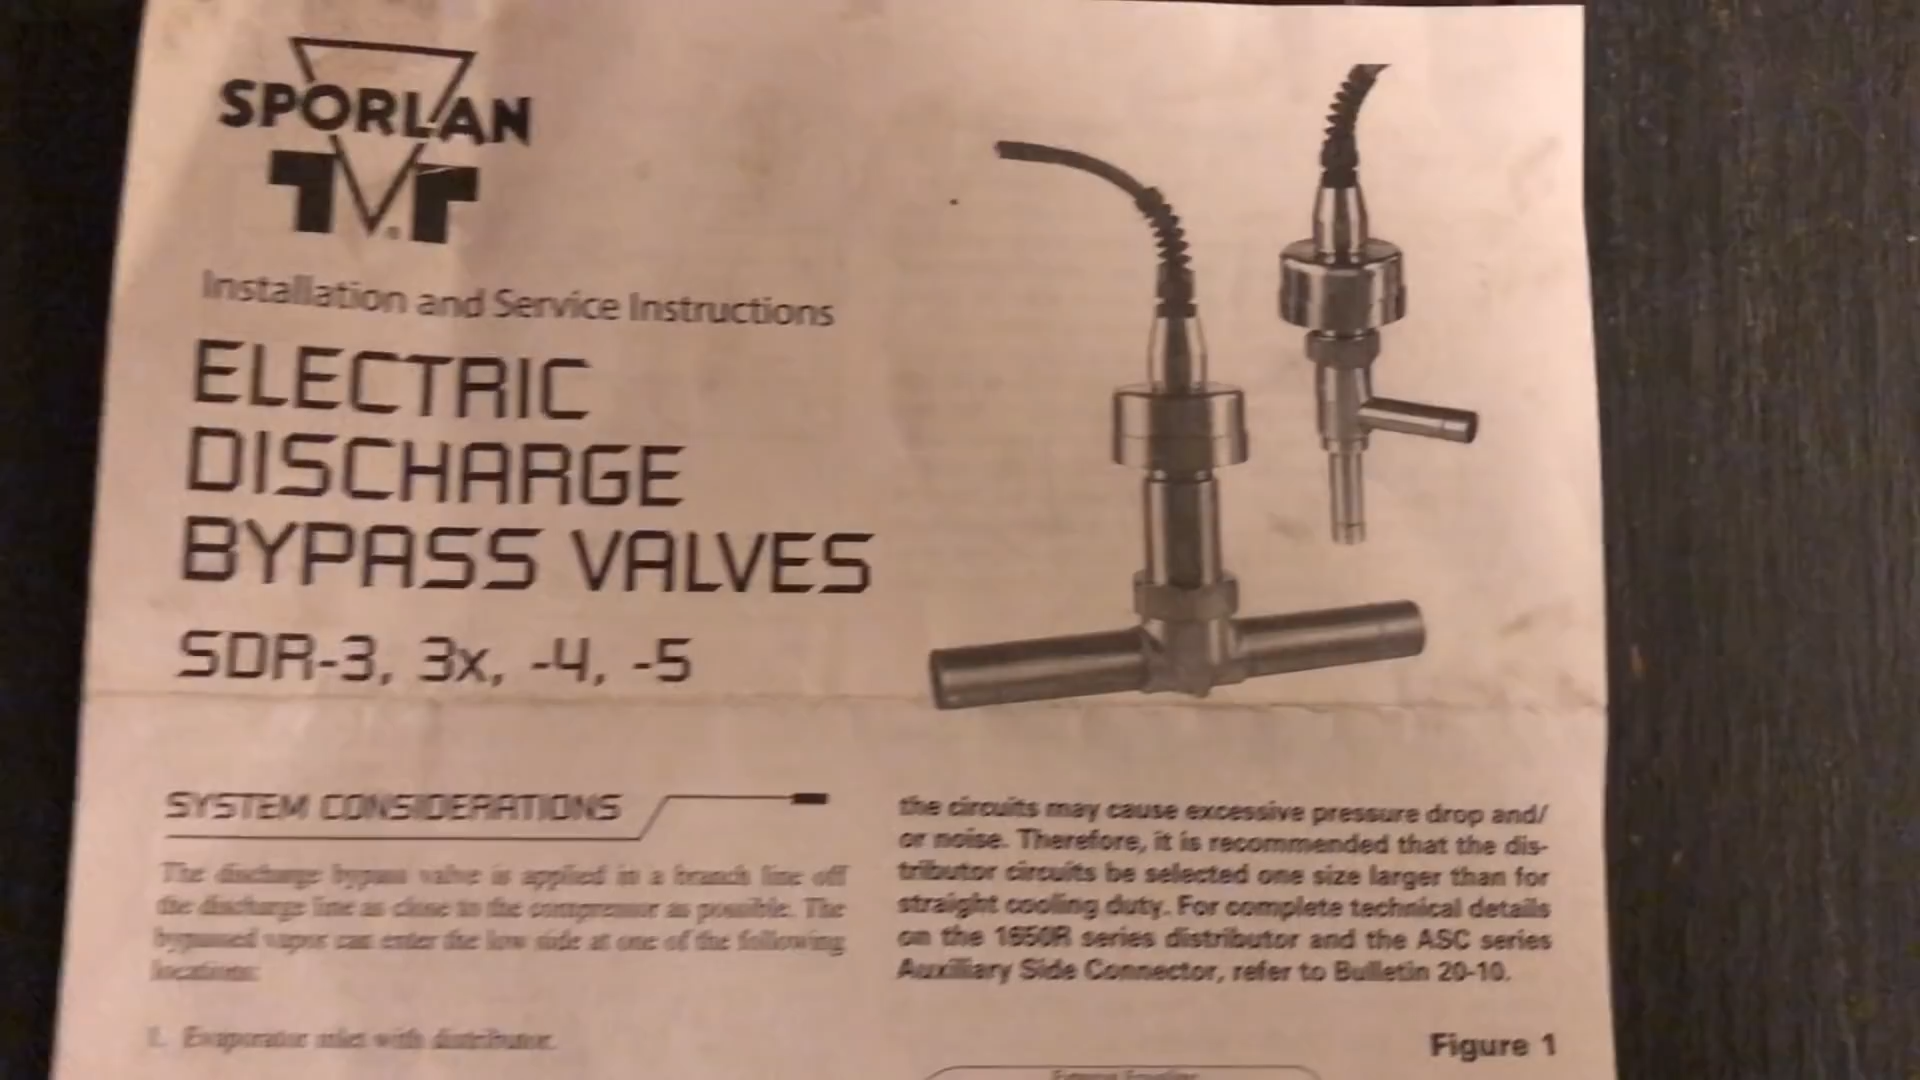 SPORLAN
Installation and Service Instructions
ELECTRIC
DISCHARGE
BYPASS VALVES
SDR-3, 3x, -4, -5
SYSTEM CONSIDERATIONS
The discharge bypass valve is applied in a branch line off
the discharge line as close to the compressor as possible. The
bypassed vapor can enter the low side at one of the following
locations:
1. Evaporator inlet with distributor.
the circuits may cause excessive pressure drop and/
or noise. Therefore, it is recommended that the dis-
tributor circuits be selected one size larger than for
straight cooling duty. For complete technical details
on the 1650R series distributor and the ASC series
Auxiliary Side Connector, refer to Bulletin 20-10.
Figure 1